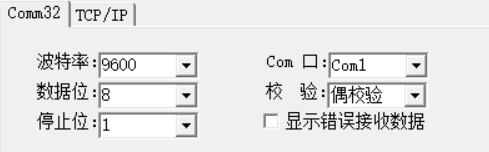 Comm32 TCP/IP
波特率: 9600 Com 口: Com1
数据位: 8 校 验: 偶校验
停止位: 1 显示错误接收数据